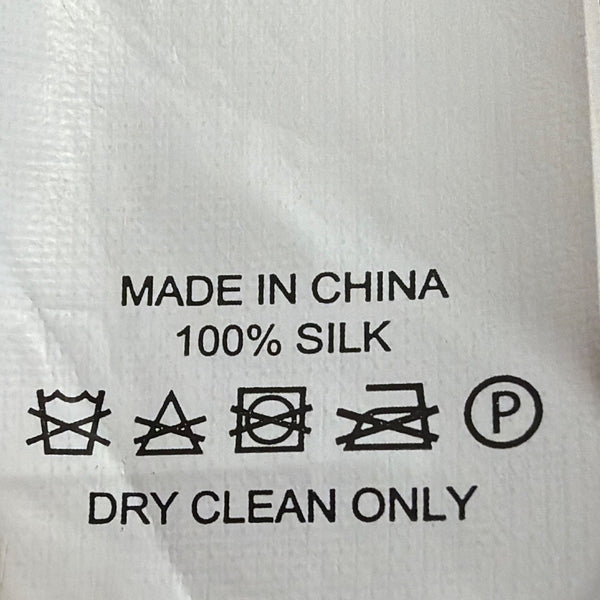 MADE IN CHINA
100% SILK
P
DRY CLEAN ONLY